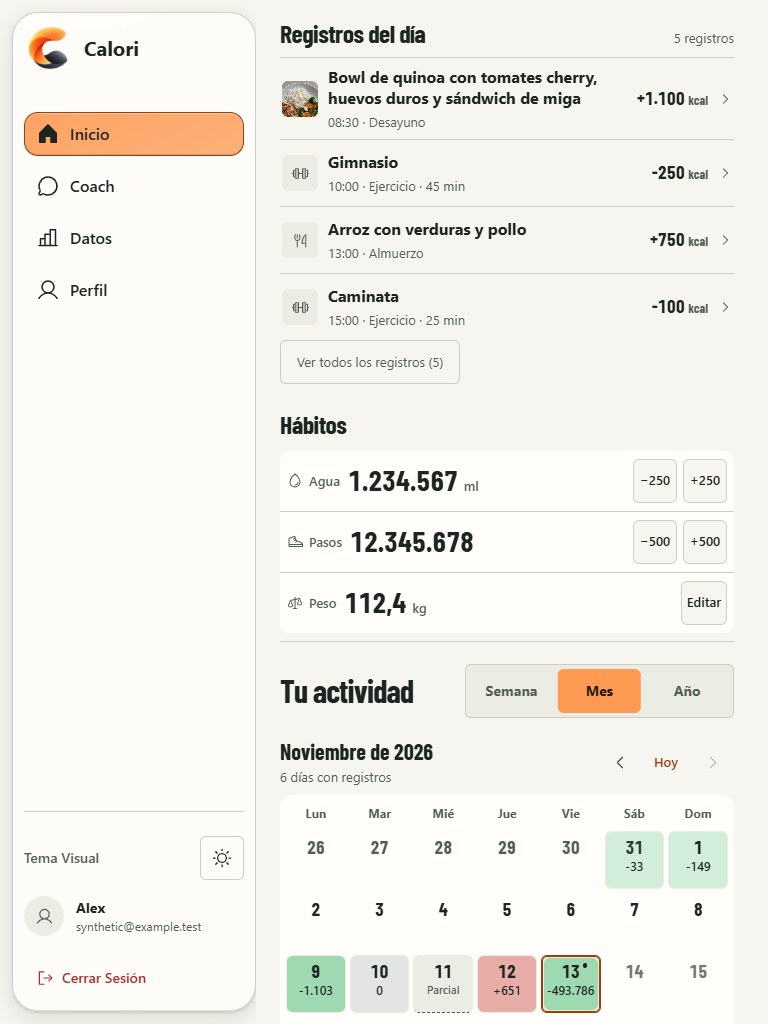 Calori
Inicio
Coach
Datos
Perfil
Tema Visual
Alex
synthetic@example.test
Cerrar Sesión
Registros del día
5 registros
Bowl de quinoa con tomates cherry,
huevos duros y sándwich de miga
+1.100 kcal
08:30 · Desayuno
Gimnasio
-250 kcal
10:00 · Ejercicio · 45 min
Arroz con verduras y pollo
+750 kcal
13:00 · Almuerzo
Caminata
-100 kcal
15:00 · Ejercicio · 25 min
Ver todos los registros (5)
Hábitos
Agua 1.234.567 ml −250 +250
Pasos 12.345.678 −500 +500
Peso 112,4 kg Editar
Tu actividad
Semana Mes Año
Noviembre de 2026
Hoy
6 días con registros
Lun Mar Mié Jue Vie Sáb Dom
26 27 28 29 30 31 1
-33 -149
2 3 4 5 6 7 8
9 10 11 12 13 14 15
-1.103 0 Parcial +651 -493.786